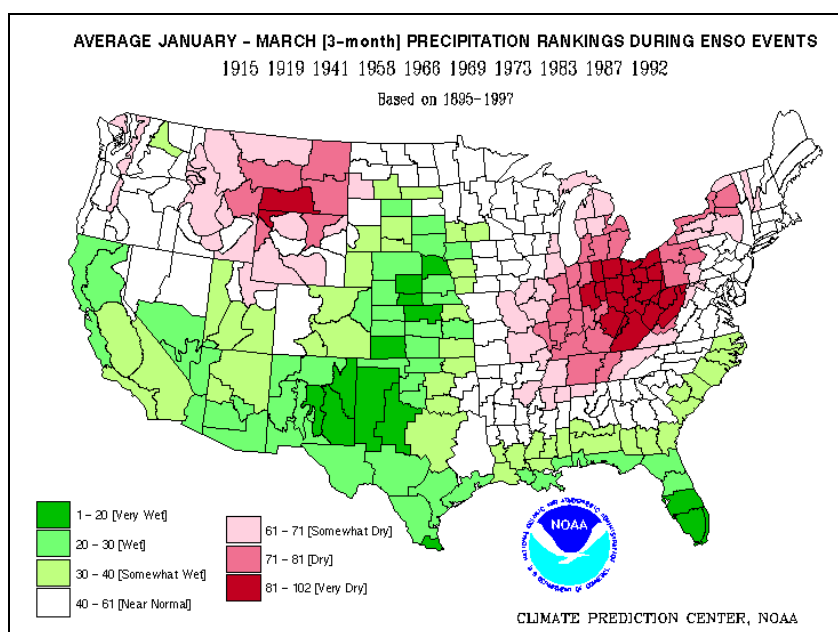 AVERAGE JANUARY - MARCH [3-month] PRECIPITATION RANKINGS DURING ENSO EVENTS
1915 1919 1941 1958 1966 1969 1973 1983 1987 1992
Based on 1895-1997
1 - 20 [Very Wet]
20 - 30 [Wet]
30 - 40 [Somewhat Wet]
40 - 61 [Near Normal]
61 - 71 [Somewhat Dry]
71 - 81 [Dry]
81 - 102 [Very Dry]
NOAA
CLIMATE PREDICTION CENTER, NOAA